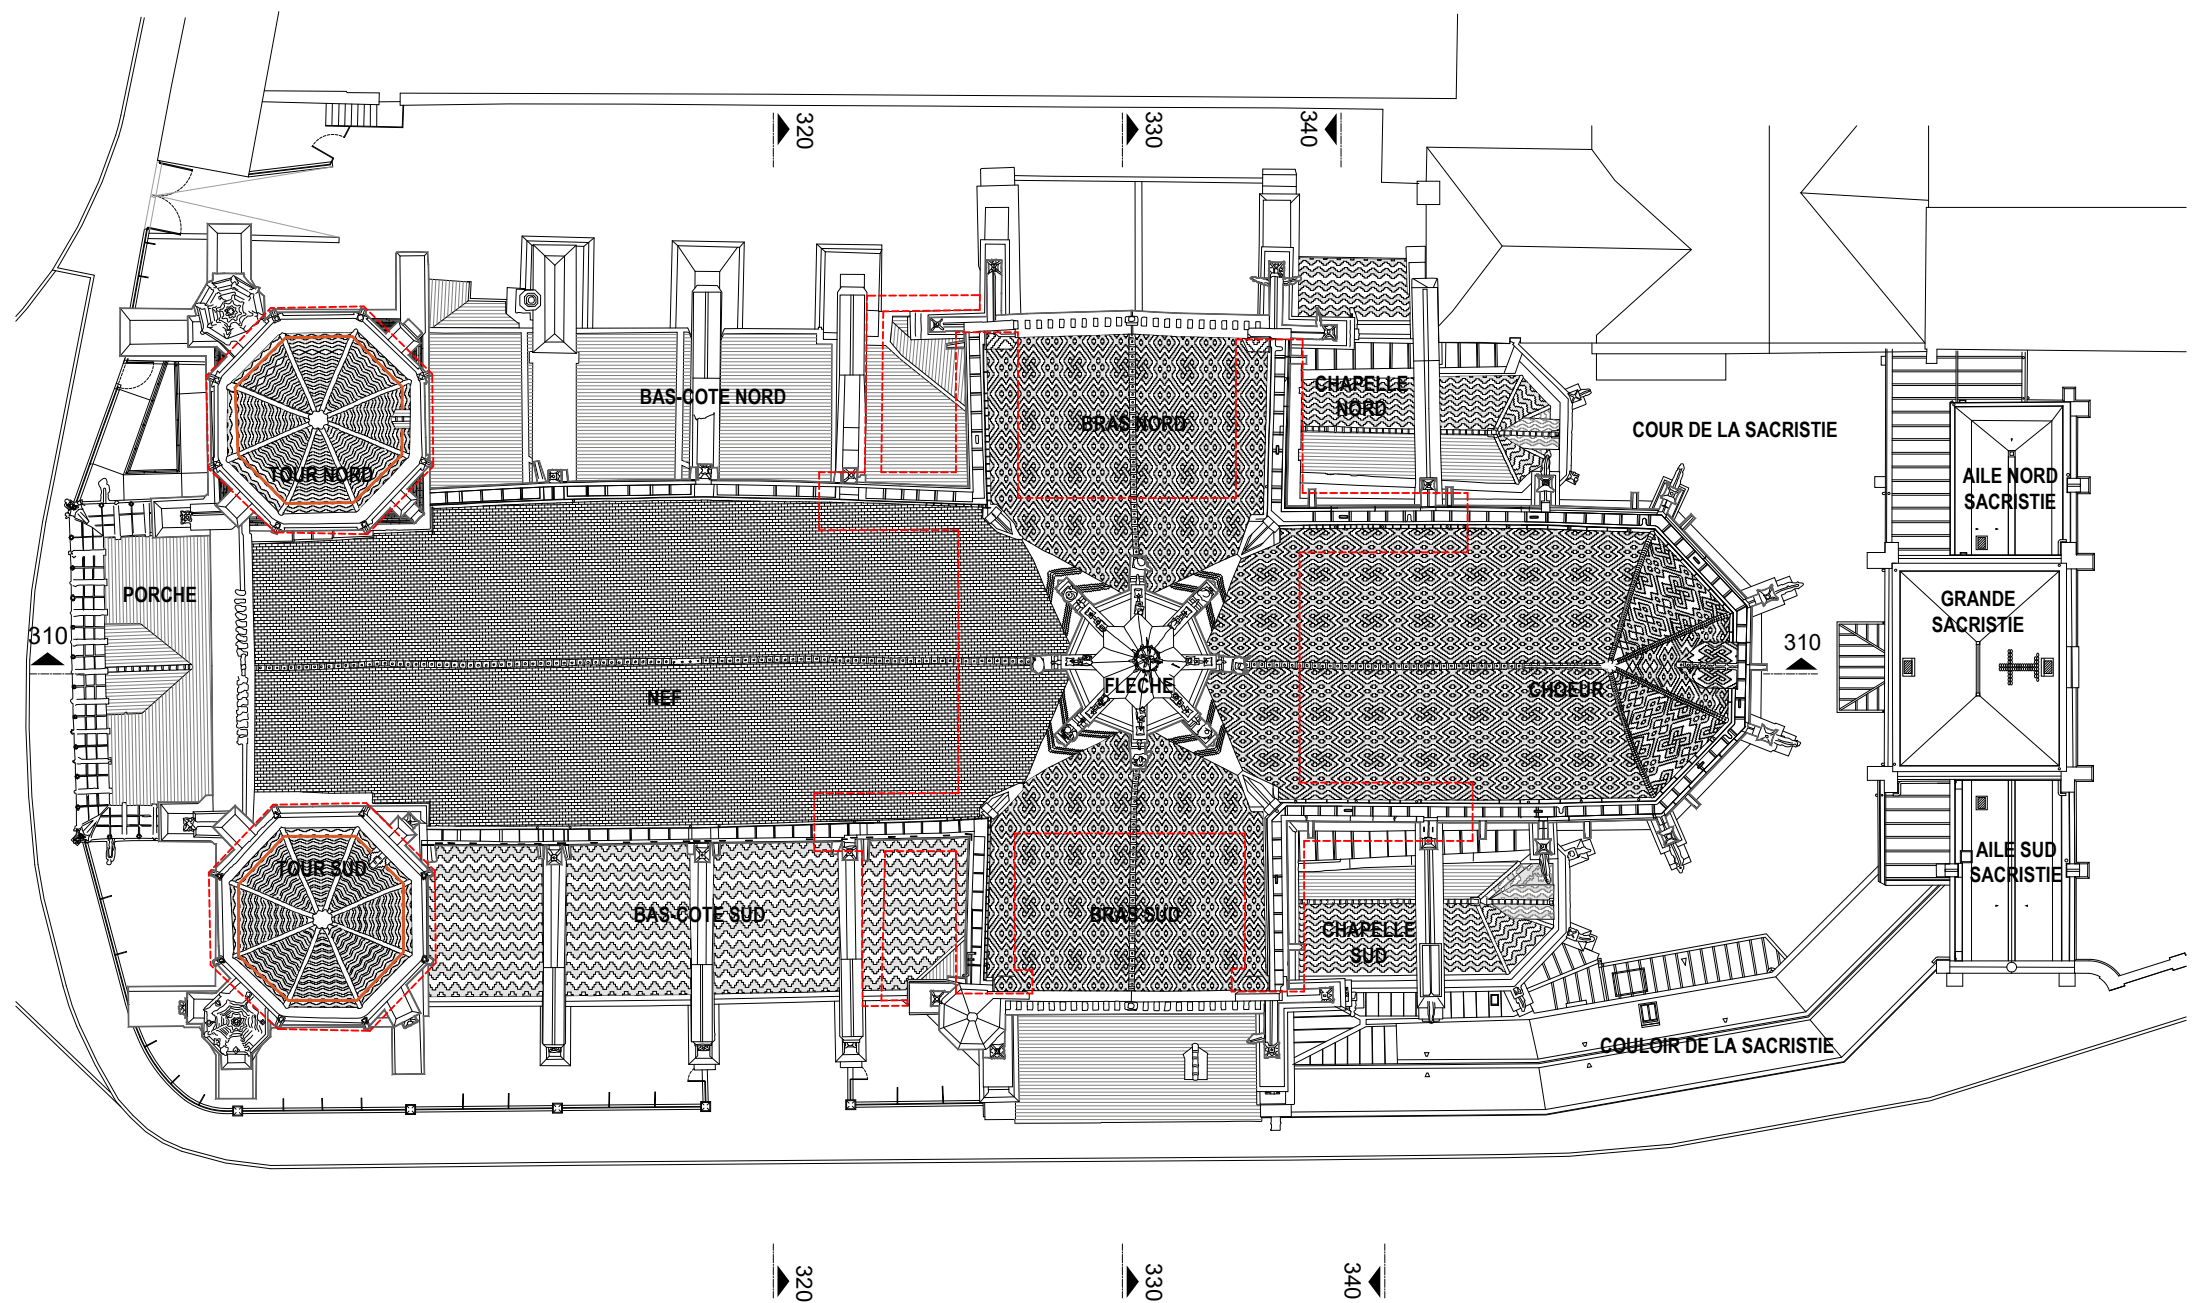 320
330
340
BAS-COTE NORD
CHAPELLE
NORD
BRAS NORD
COUR DE LA SACRISTIE
TOUR NORD
AILE NORD
SACRISTIE
PORCHE
GRANDE
SACRISTIE
310
310
FLECHE
NEF
CHOEUR
TOUR SUD
AILE SUD
SACRISTIE
BAS-COTE SUD
BRAS SUD
CHAPELLE
SUD
COULOIR DE LA SACRISTIE
320
330
340